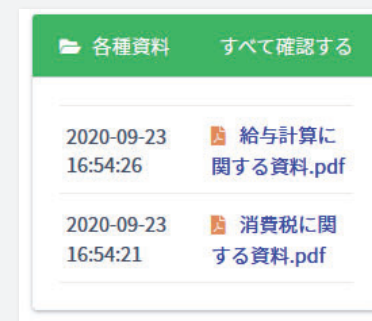 各種資料 すべて確認する
2020-09-23 給与計算に
16:54:26 関する資料.pdf
2020-09-23 消費税に関
16:54:21 する資料.pdf